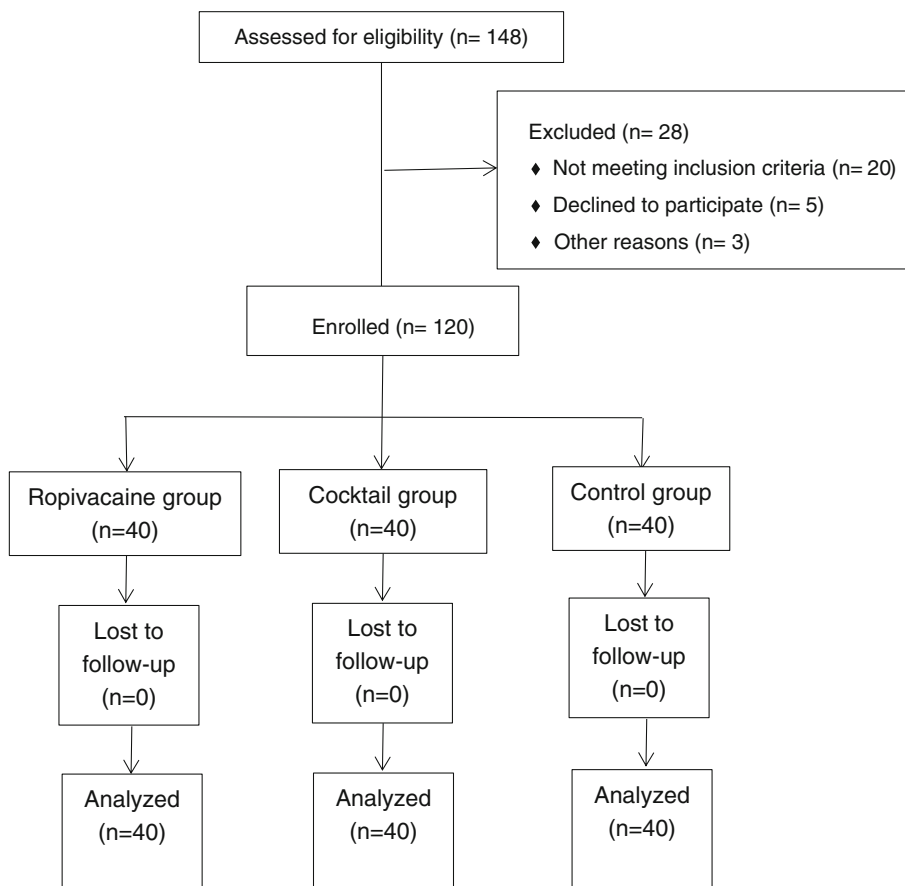 Assessed for eligibility (n= 148)
Excluded (n= 28)
♦ Not meeting inclusion criteria (n= 20)
♦ Declined to participate (n= 5)
♦ Other reasons (n= 3)
Enrolled (n= 120)
Ropivacaine group
(n=40)
Cocktail group
(n=40)
Control group
(n=40)
Lost to
follow-up
(n=0)
Lost to
follow-up
(n=0)
Lost to
follow-up
(n=0)
Analyzed
(n=40)
Analyzed
(n=40)
Analyzed
(n=40)